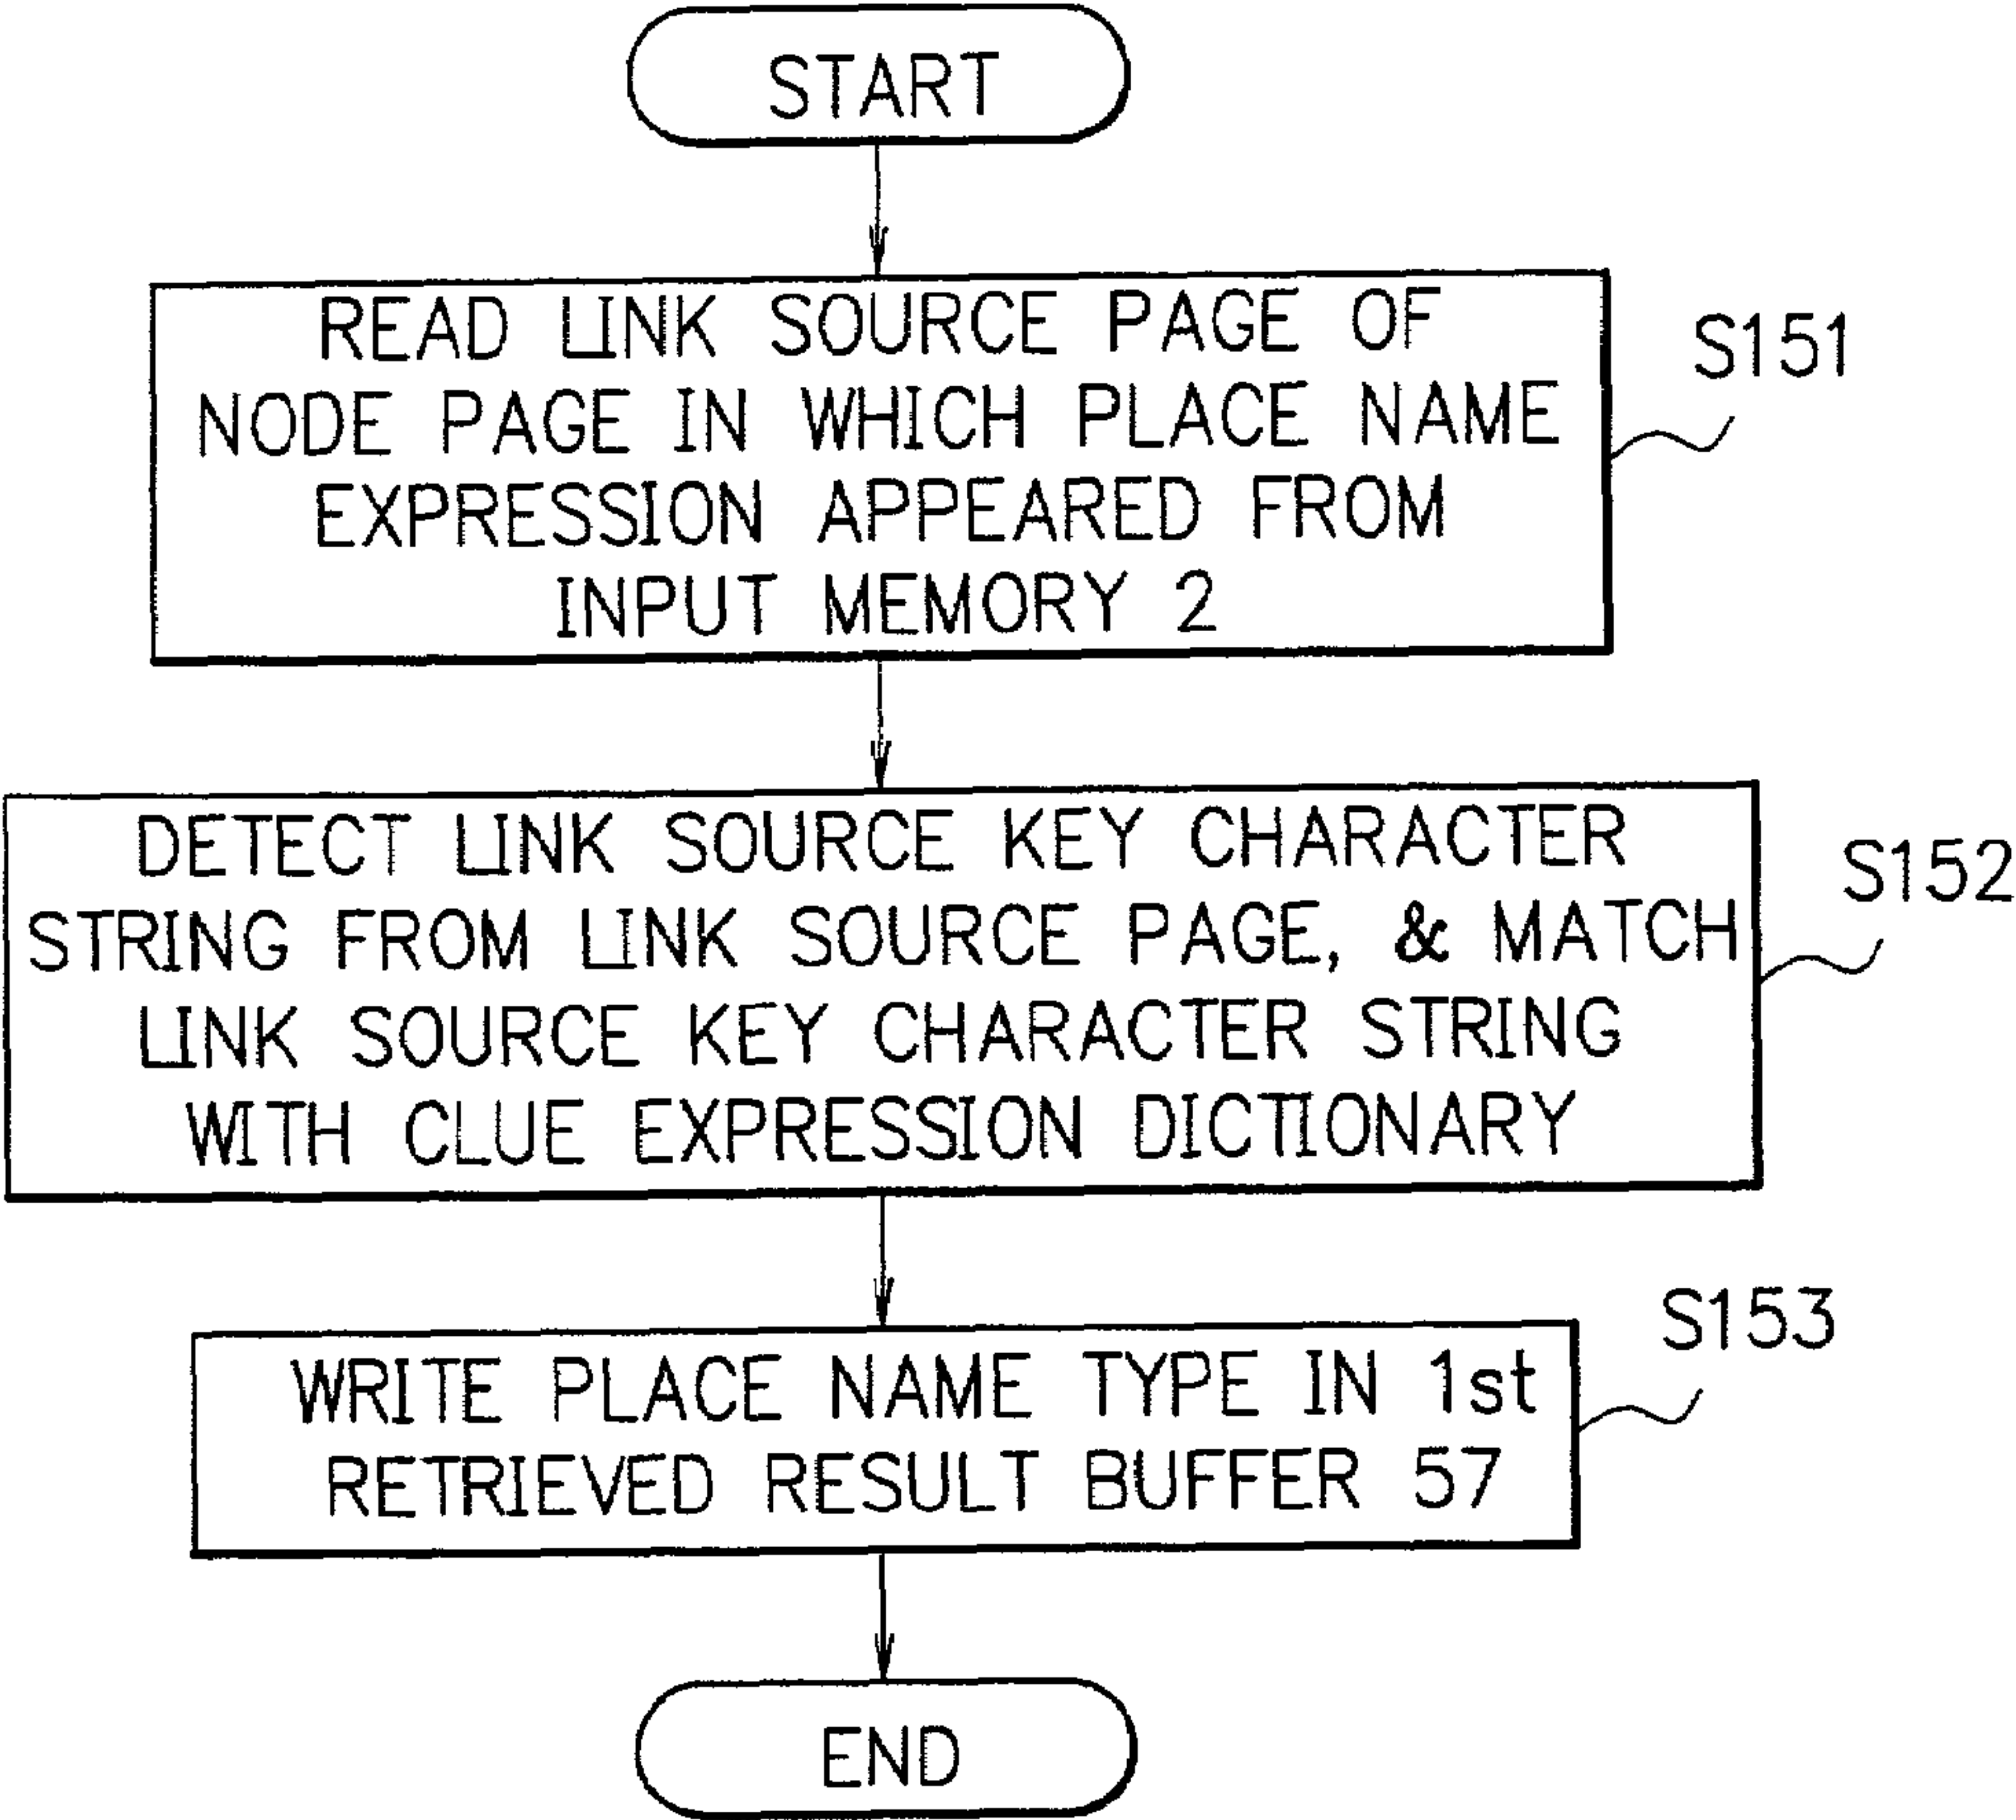 START
READ LINK SOURCE PAGE OF
NODE PAGE IN WHICH PLACE NAME
EXPRESSION APPEARED FROM
INPUT MEMORY 2
S151
DETECT LINK SOURCE KEY CHARACTER
STRING FROM LINK SOURCE PAGE, & MATCH
LINK SOURCE KEY CHARACTER STRING
WITH CLUE EXPRESSION DICTIONARY
S152
WRITE PLACE NAME TYPE IN 1st
RETRIEVED RESULT BUFFER 57
S153
END